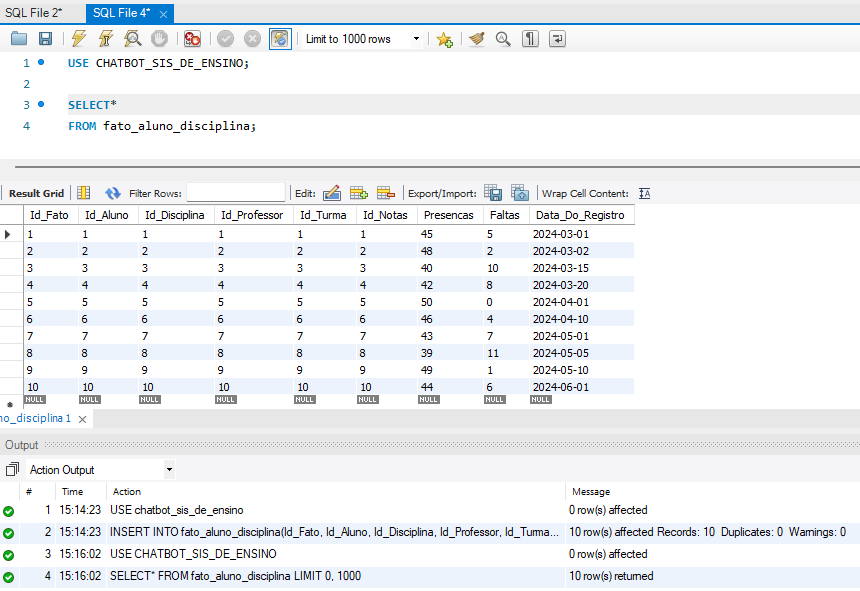 SQL File 2*  SQL File 4*
Limit to 1000 rows
1 USE CHATBOT_SIS_DE_ENSINO;
2
3 SELECT*
4 FROM fato_aluno_disciplina;
Result Grid Filter Rows: Edit: Export/Import: Wrap Cell Content:
Id_Fato Id_Aluno Id_Disciplina Id_Professor Id_Turma Id_Notas Presencas Faltas Data_Do_Registro
1 1 1 1 1 1 45 5 2024-03-01
2 2 2 2 2 2 48 2 2024-03-02
3 3 3 3 3 3 40 10 2024-03-15
4 4 4 4 4 4 42 8 2024-03-20
5 5 5 5 5 5 50 0 2024-04-01
6 6 6 6 6 6 46 4 2024-04-10
7 7 7 7 7 7 43 7 2024-05-01
8 8 8 8 8 8 39 11 2024-05-05
9 9 9 9 9 9 49 1 2024-05-10
10 10 10 10 10 10 44 6 2024-06-01
NULL NULL NULL NULL NULL NULL NULL NULL NULL
no_disciplina 1
Output
Action Output
# Time Action Message
1 15:14:23 USE chatbot_sis_de_ensino 0 row(s) affected
2 15:14:23 INSERT INTO fato_aluno_disciplina(Id_Fato, Id_Aluno, Id_Disciplina, Id_Professor, Id_Turma... 10 row(s) affected Records: 10 Duplicates: 0 Warnings: 0
3 15:16:02 USE CHATBOT_SIS_DE_ENSINO 0 row(s) affected
4 15:16:02 SELECT* FROM fato_aluno_disciplina LIMIT 0, 1000 10 row(s) returned